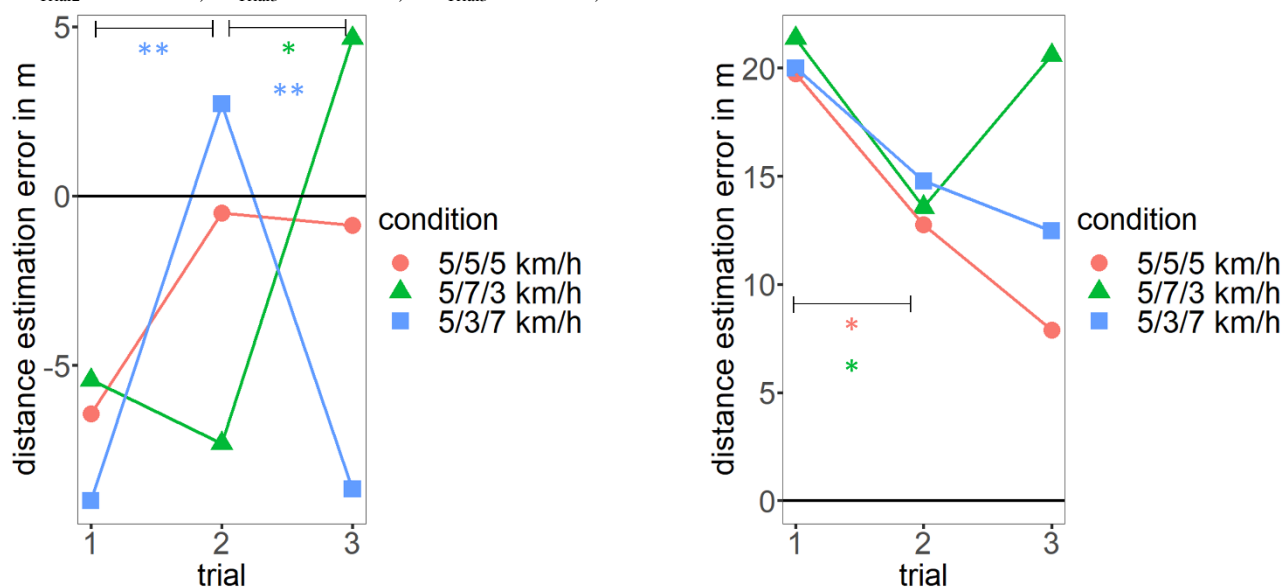 5
**
*
**
0
-5
distance estimation error in m
1 2 3
trial
condition
5/5/5 km/h
5/7/3 km/h
5/3/7 km/h
20
15
10
5
0
*
*
distance estimation error in m
1 2 3
trial
condition
5/5/5 km/h
5/7/3 km/h
5/3/7 km/h